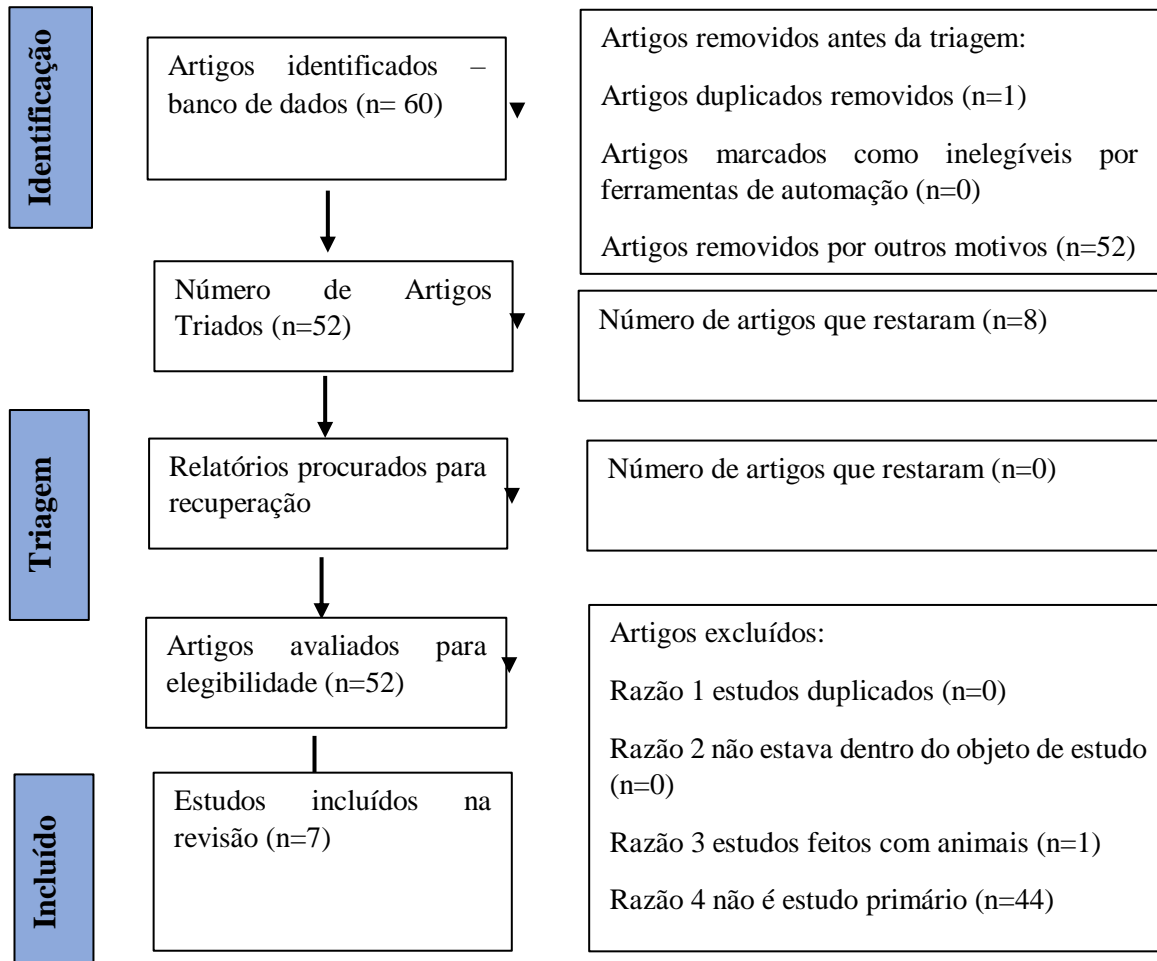 Identificação
Artigos identificados –
banco de dados (n= 60)
Artigos removidos antes da triagem:
Artigos duplicados removidos (n=1)
Artigos marcados como inelegíveis por
ferramentas de automação (n=0)
Artigos removidos por outros motivos (n=52)
Número de Artigos
Triados (n=52)
Número de artigos que restaram (n=8)
Triagem
Relatórios procurados para
recuperação
Número de artigos que restaram (n=0)
Artigos avaliados para
elegibilidade (n=52)
Artigos excluídos:
Razão 1 estudos duplicados (n=0)
Razão 2 não estava dentro do objeto de estudo
(n=0)
Razão 3 estudos feitos com animais (n=1)
Razão 4 não é estudo primário (n=44)
Incluído
Estudos incluídos na
revisão (n=7)